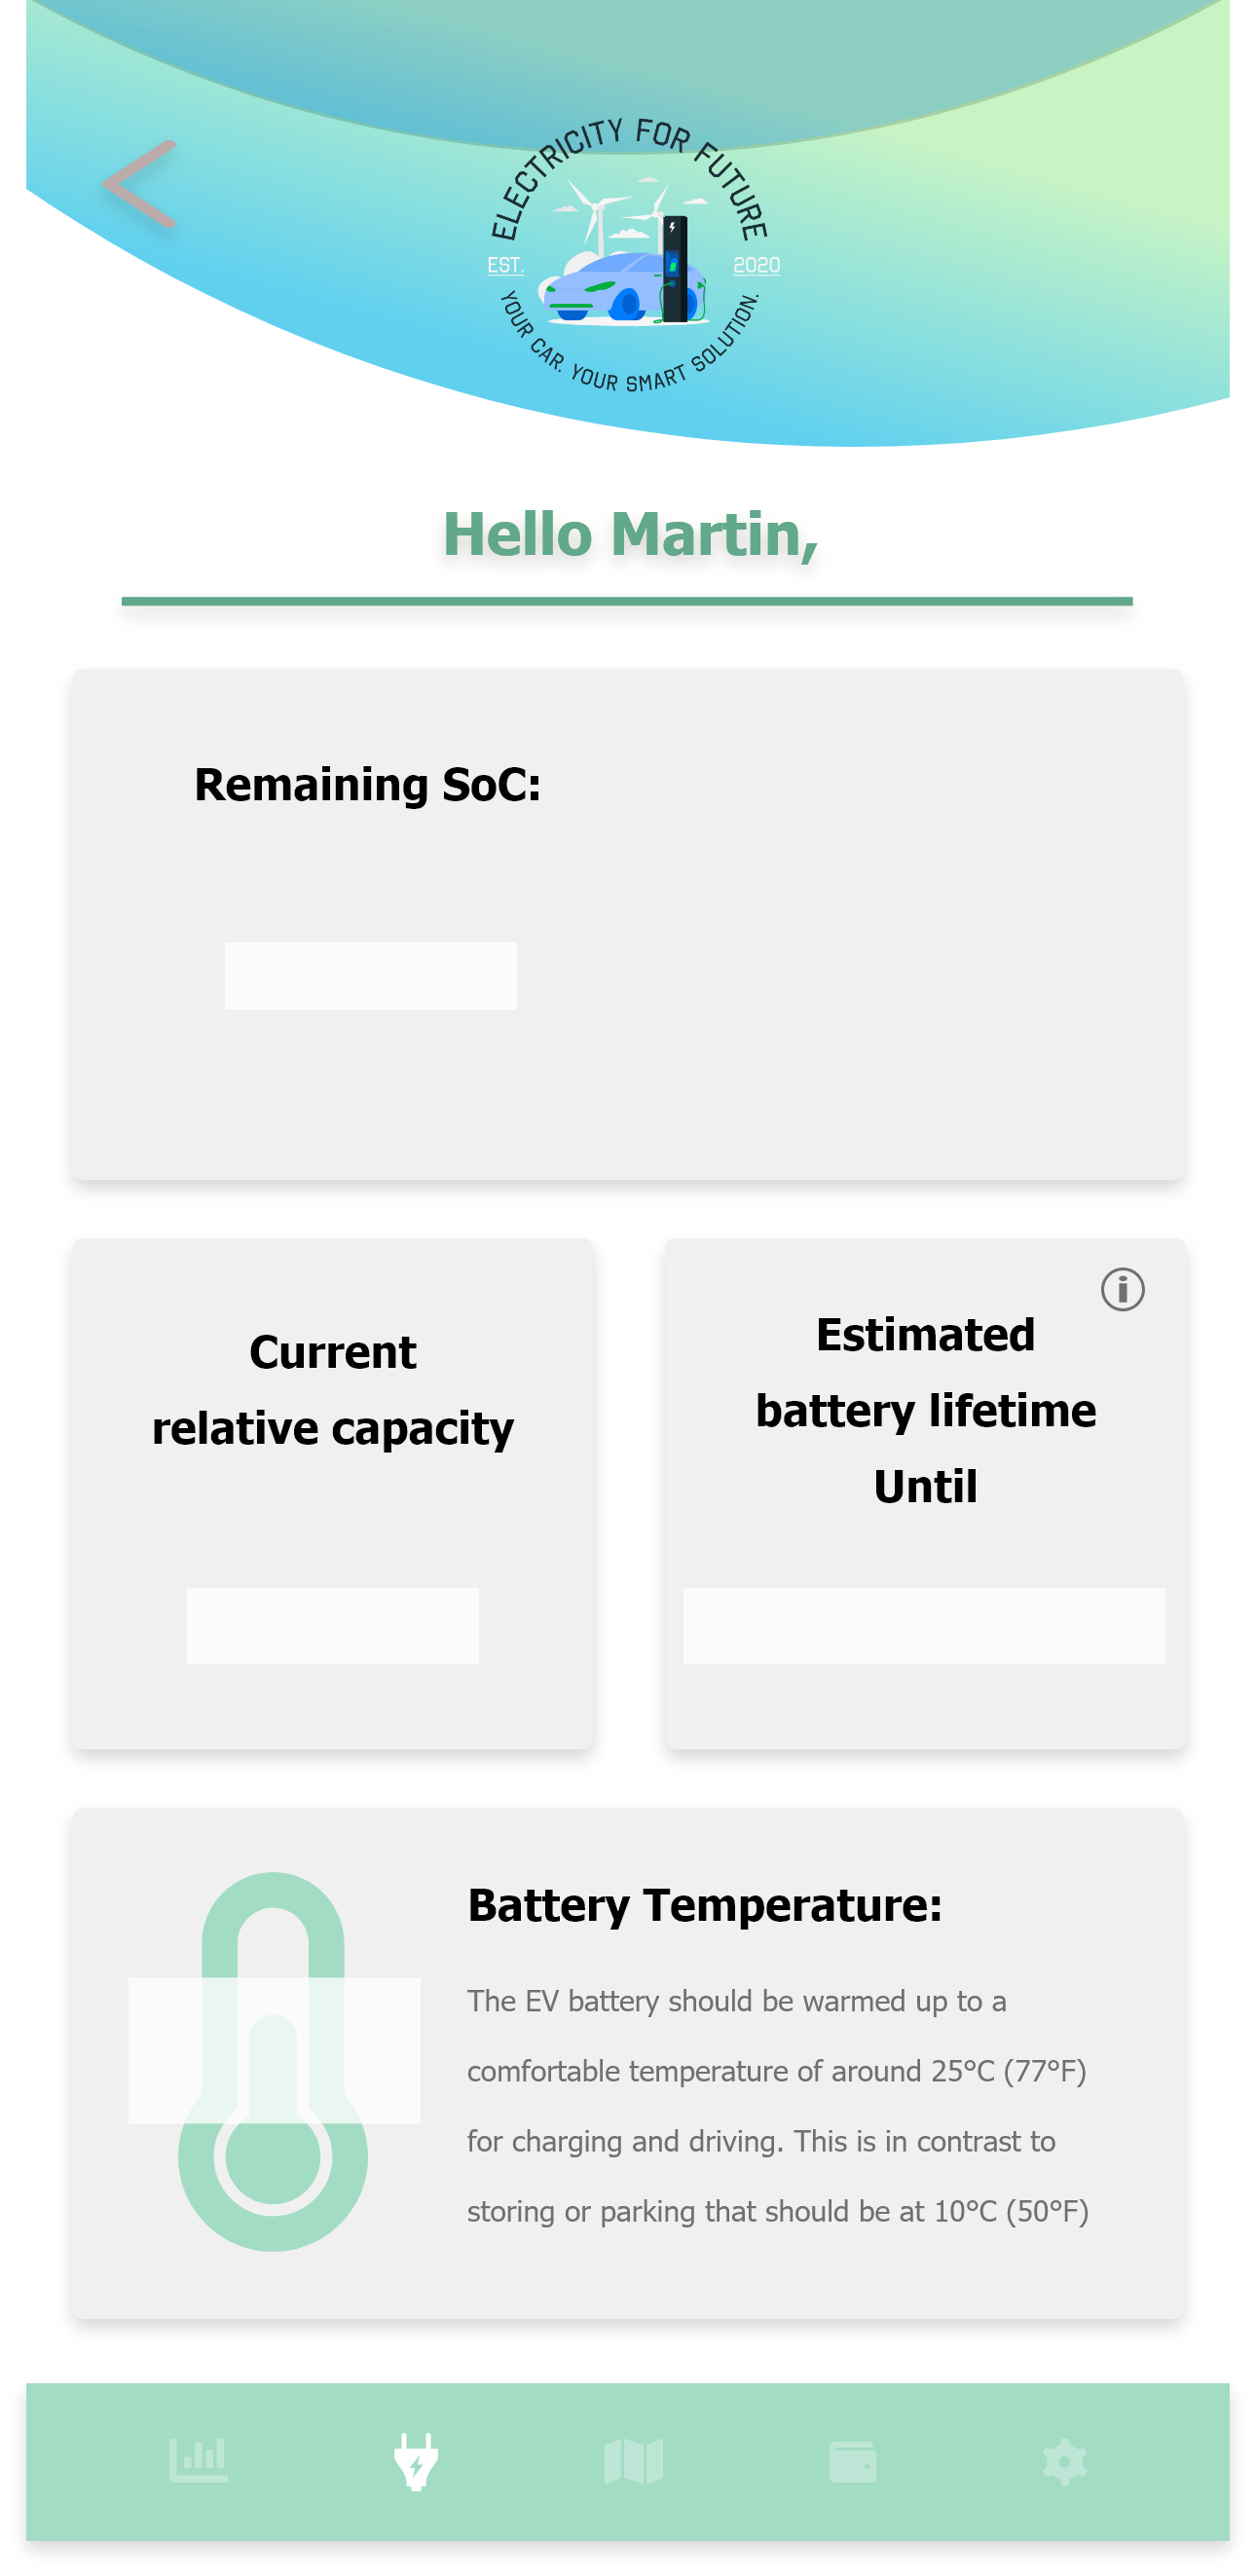 ELECTRICITY FOR FUTURE
EST. 2020
YOUR CAR. YOUR SMART SOLUTION.
Hello Martin,
Remaining SoC:
Current
relative capacity
Estimated
battery lifetime
Until
Battery Temperature:
The EV battery should be warmed up to a
comfortable temperature of around 25°C (77°F)
for charging and driving. This is in contrast to
storing or parking that should be at 10°C (50°F)